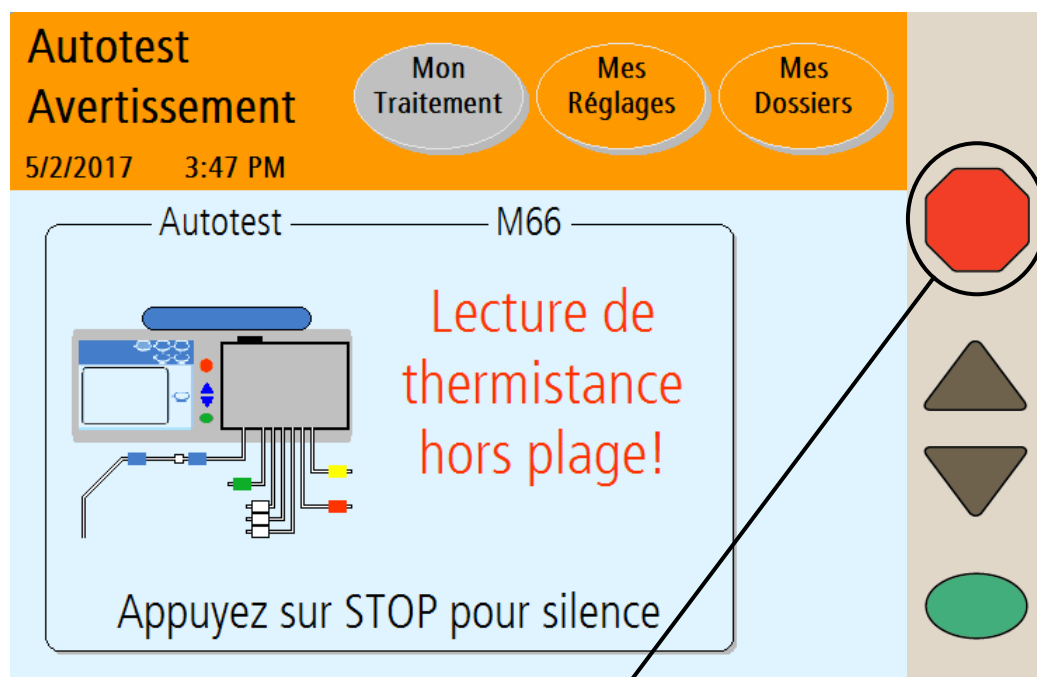 Autotest
Avertissement
5/2/2017 3:47 PM
Mon
Traitement
Mes
Réglages
Mes
Dossiers
Autotest M66
Lecture de
thermistance
hors plage!
Appuyez sur STOP pour silence